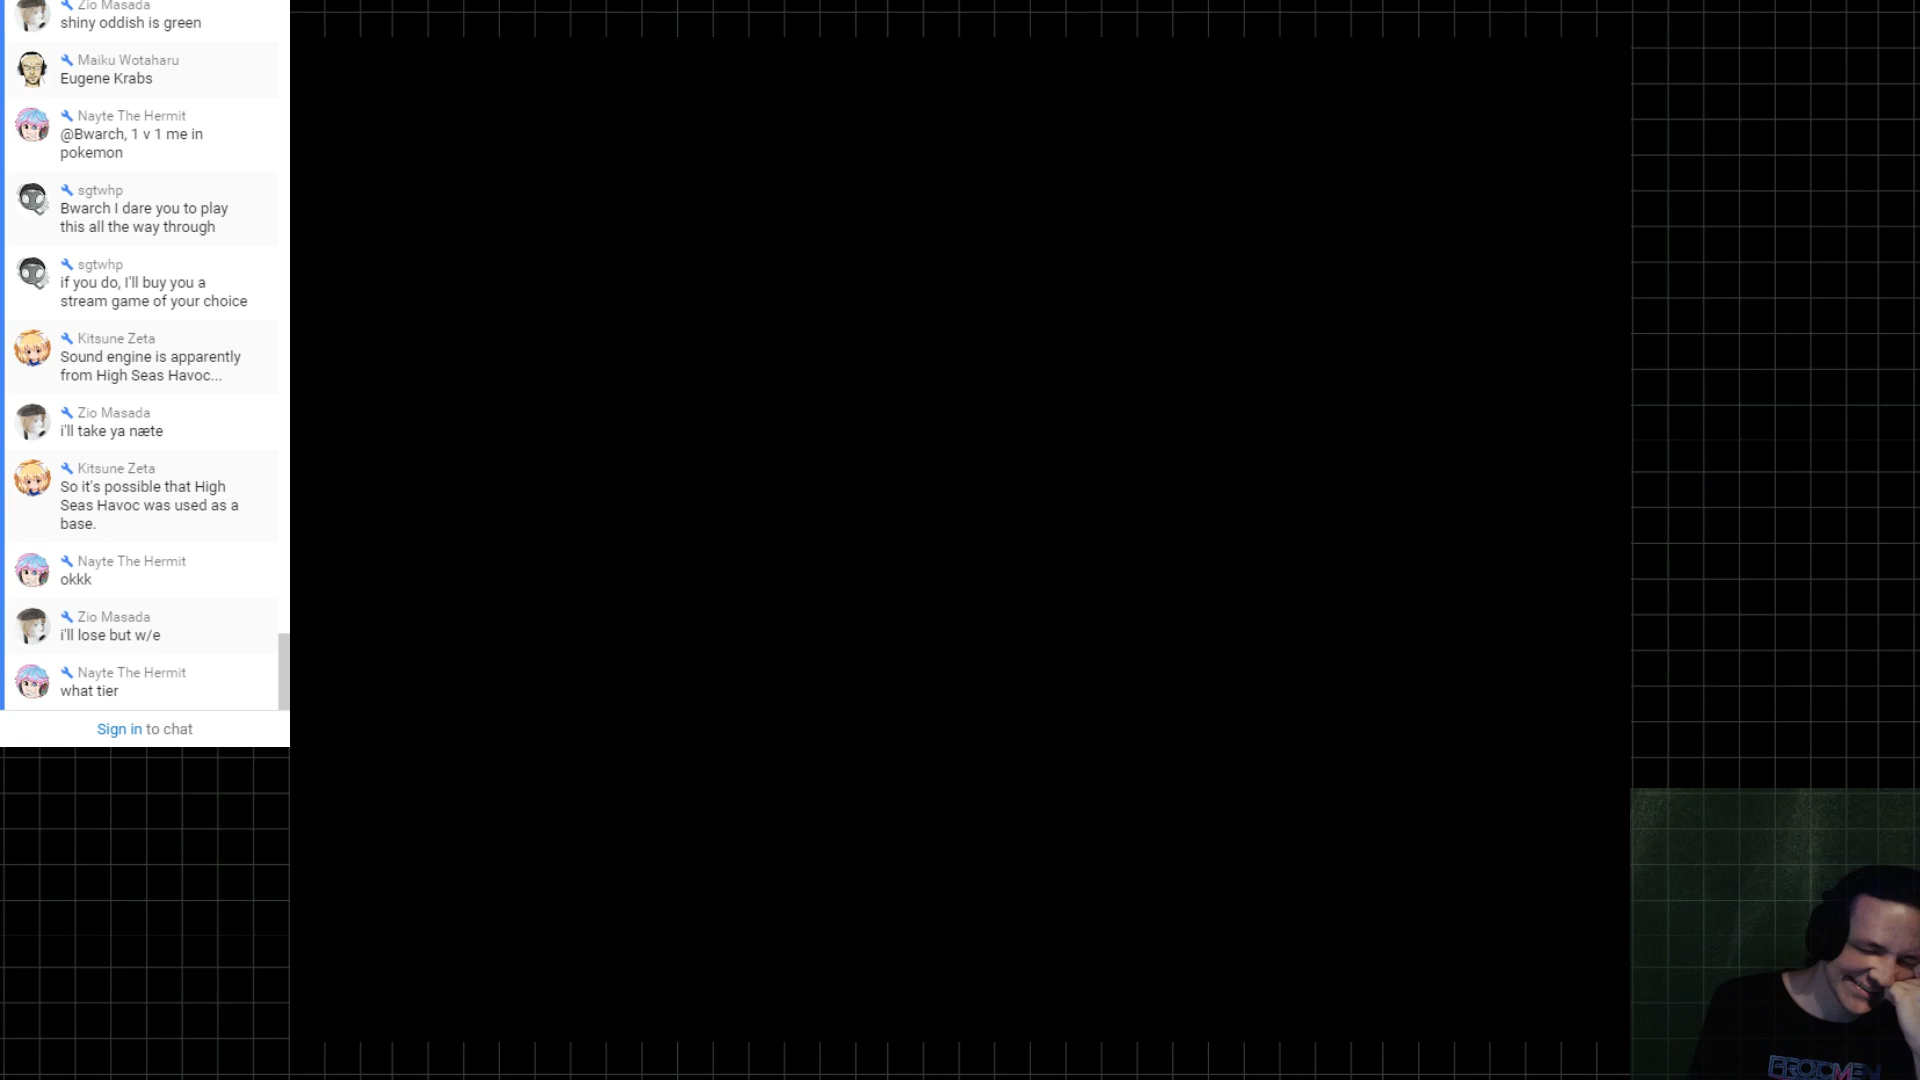 Zio Masada
shiny oddish is green
Maiku Wotaharu
Eugene Krabs
Nayte The Hermit
@Bwarch, 1 v 1 me in
pokemon
sgtwhp
Bwarch I dare you to play
this all the way through
sgtwhp
if you do, I'll buy you a
stream game of your choice
Kitsune Zeta
Sound engine is apparently
from High Seas Havoc...
Zio Masada
i'll take ya næte
Kitsune Zeta
So it's possible that High
Seas Havoc was used as a
base.
Nayte The Hermit
okkk
Zio Masada
i'll lose but w/e
Nayte The Hermit
what tier
Sign in to chat
PROTOMEN